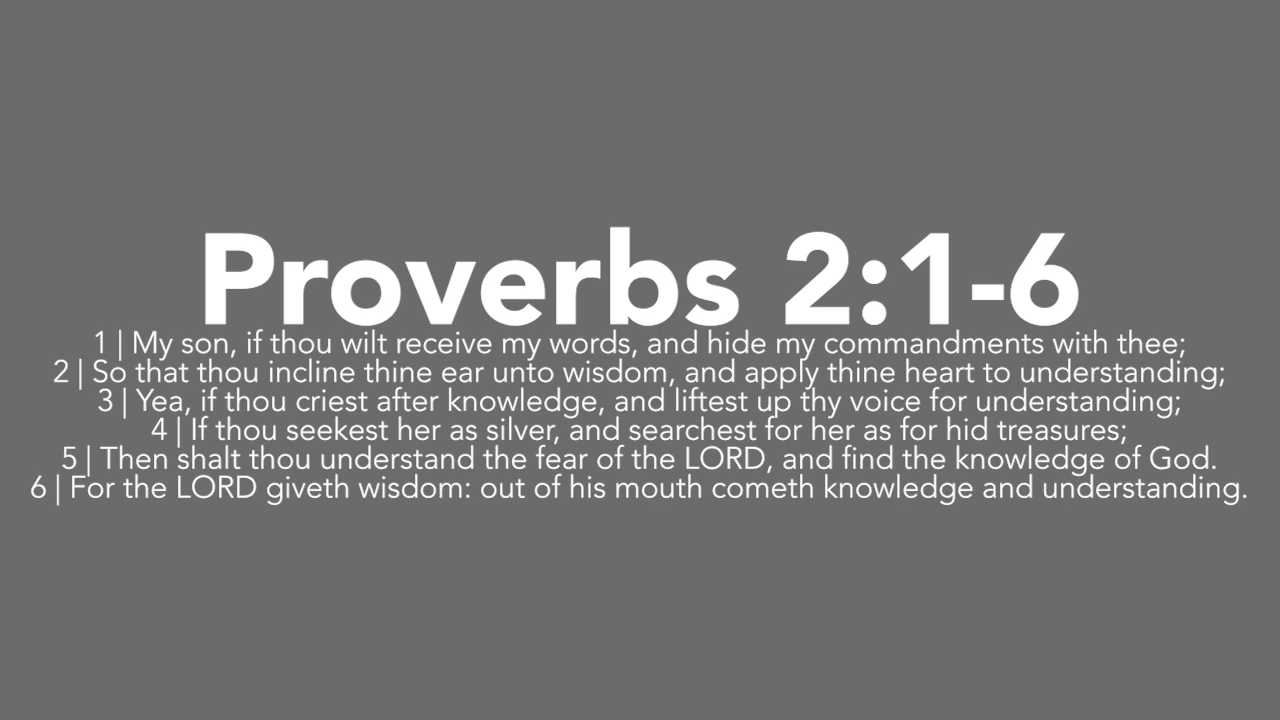 Proverbs 2:1-6
1 | My son, if thou wilt receive my words, and hide my commandments with thee;
2 | So that thou incline thine ear unto wisdom, and apply thine heart to understanding;
3 | Yea, if thou criest after knowledge, and liftest up thy voice for understanding;
4 | If thou seekest her as silver, and searchest for her as for hid treasures;
5 | Then shalt thou understand the fear of the LORD, and find the knowledge of God.
6 | For the LORD giveth wisdom: out of his mouth cometh knowledge and understanding.